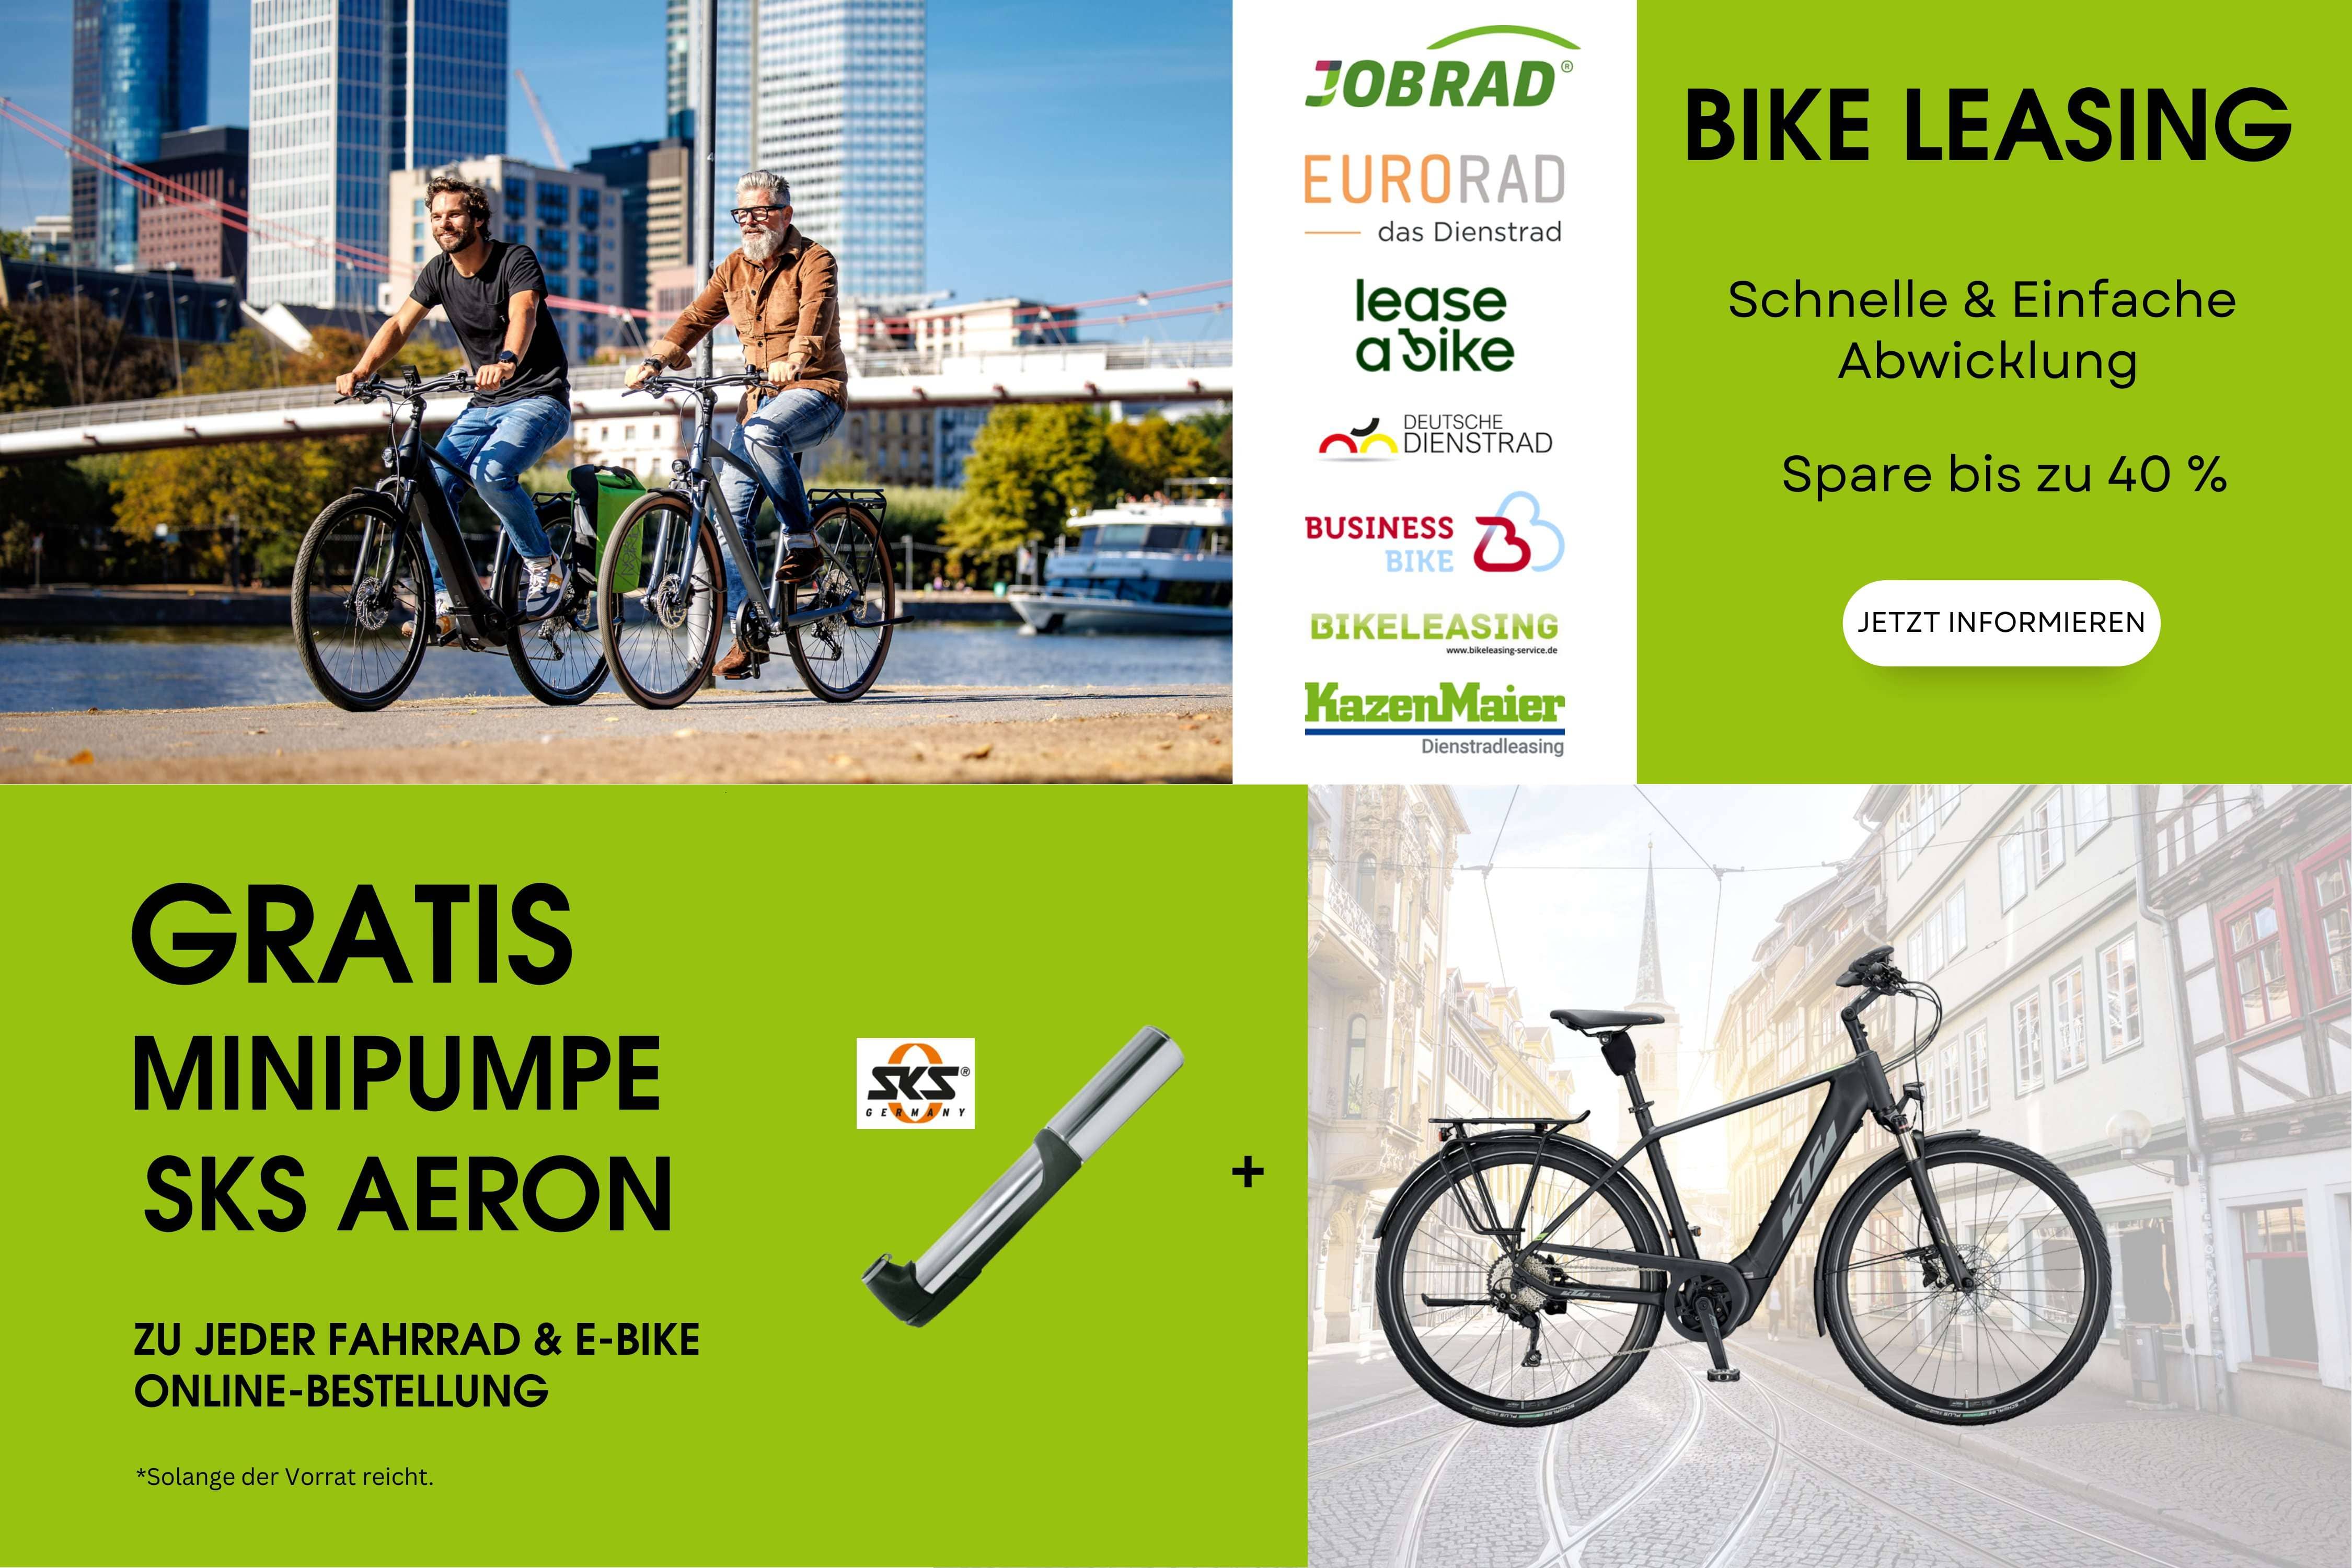 JOBRAD®
EURORAD
das Dienstrad
lease
a bike
DEUTSCHE
DIENSTRAD
BUSINESS
BIKE
BIKELEASING
www.bikeleasing-service.de
KazenMaier
Dienstradleasing
BIKE LEASING
Schnelle & Einfache
Abwicklung
Spare bis zu 40 %
JETZT INFORMIEREN
GRATIS
MINIPUMPE
SKS AERON
ZU JEDER FAHRRAD & E-BIKE
ONLINE-BESTELLUNG
*Solange der Vorrat reicht.
SKS®
GERMANY
+
KTM